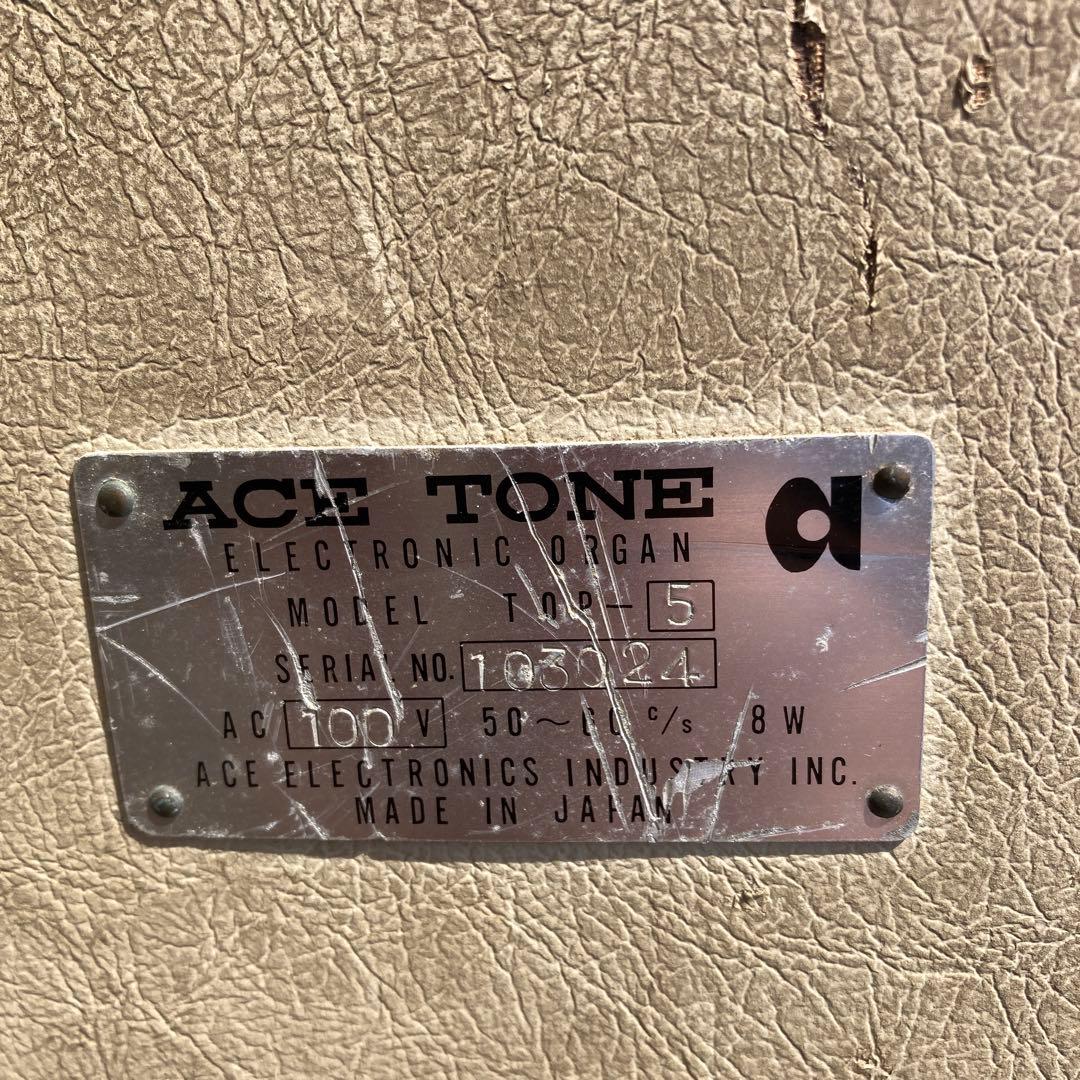 ACE TONE
ELECTRONIC ORGAN
MODEL TOP-5
SERIAL NO. 103024
AC 100 V 50~60 c/s 8 W
ACE ELECTRONICS INDUSTRY INC.
MADE IN JAPAN